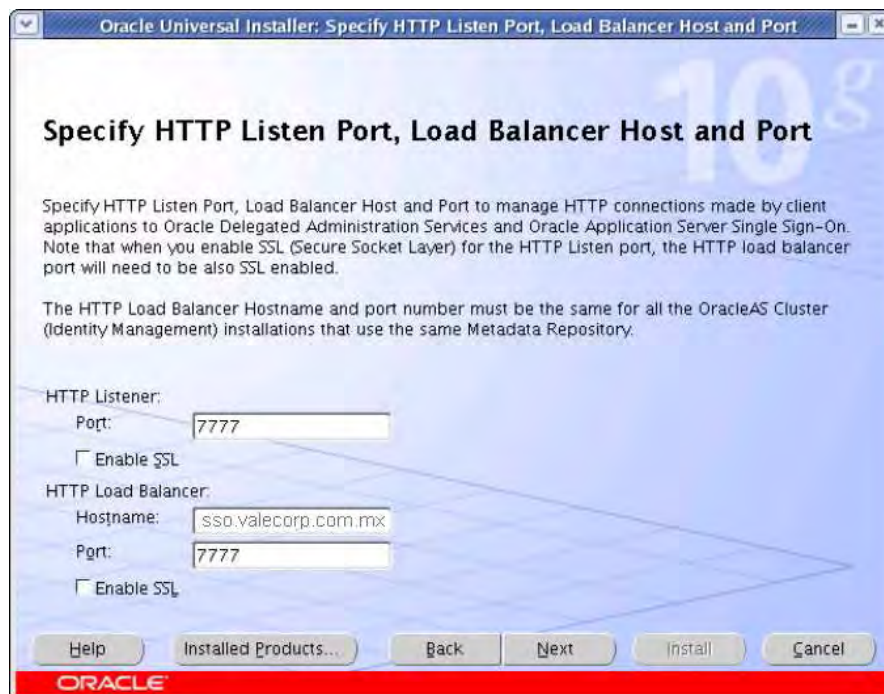 Oracle Universal Installer: Specify HTTP Listen Port, Load Balancer Host and Port
10g
Specify HTTP Listen Port, Load Balancer Host and Port
Specify HTTP Listen Port, Load Balancer Host and Port to manage HTTP connections made by client
applications to Oracle Delegated Administration Services and Oracle Application Server Single Sign-On.
Note that when you enable SSL (Secure Socket Layer) for the HTTP Listen port, the HTTP load balancer
port will need to be also SSL enabled.
The HTTP Load Balancer Hostname and port number must be the same for all the OracleAS Cluster
(Identity Management) installations that use the same Metadata Repository.
HTTP Listener:
Port: 7777
Enable SSL
HTTP Load Balancer:
Hostname: sso.valecorp.com.mx
Port: 7777
Enable SSL
Help Installed Products... Back Next Install Cancel
ORACLE